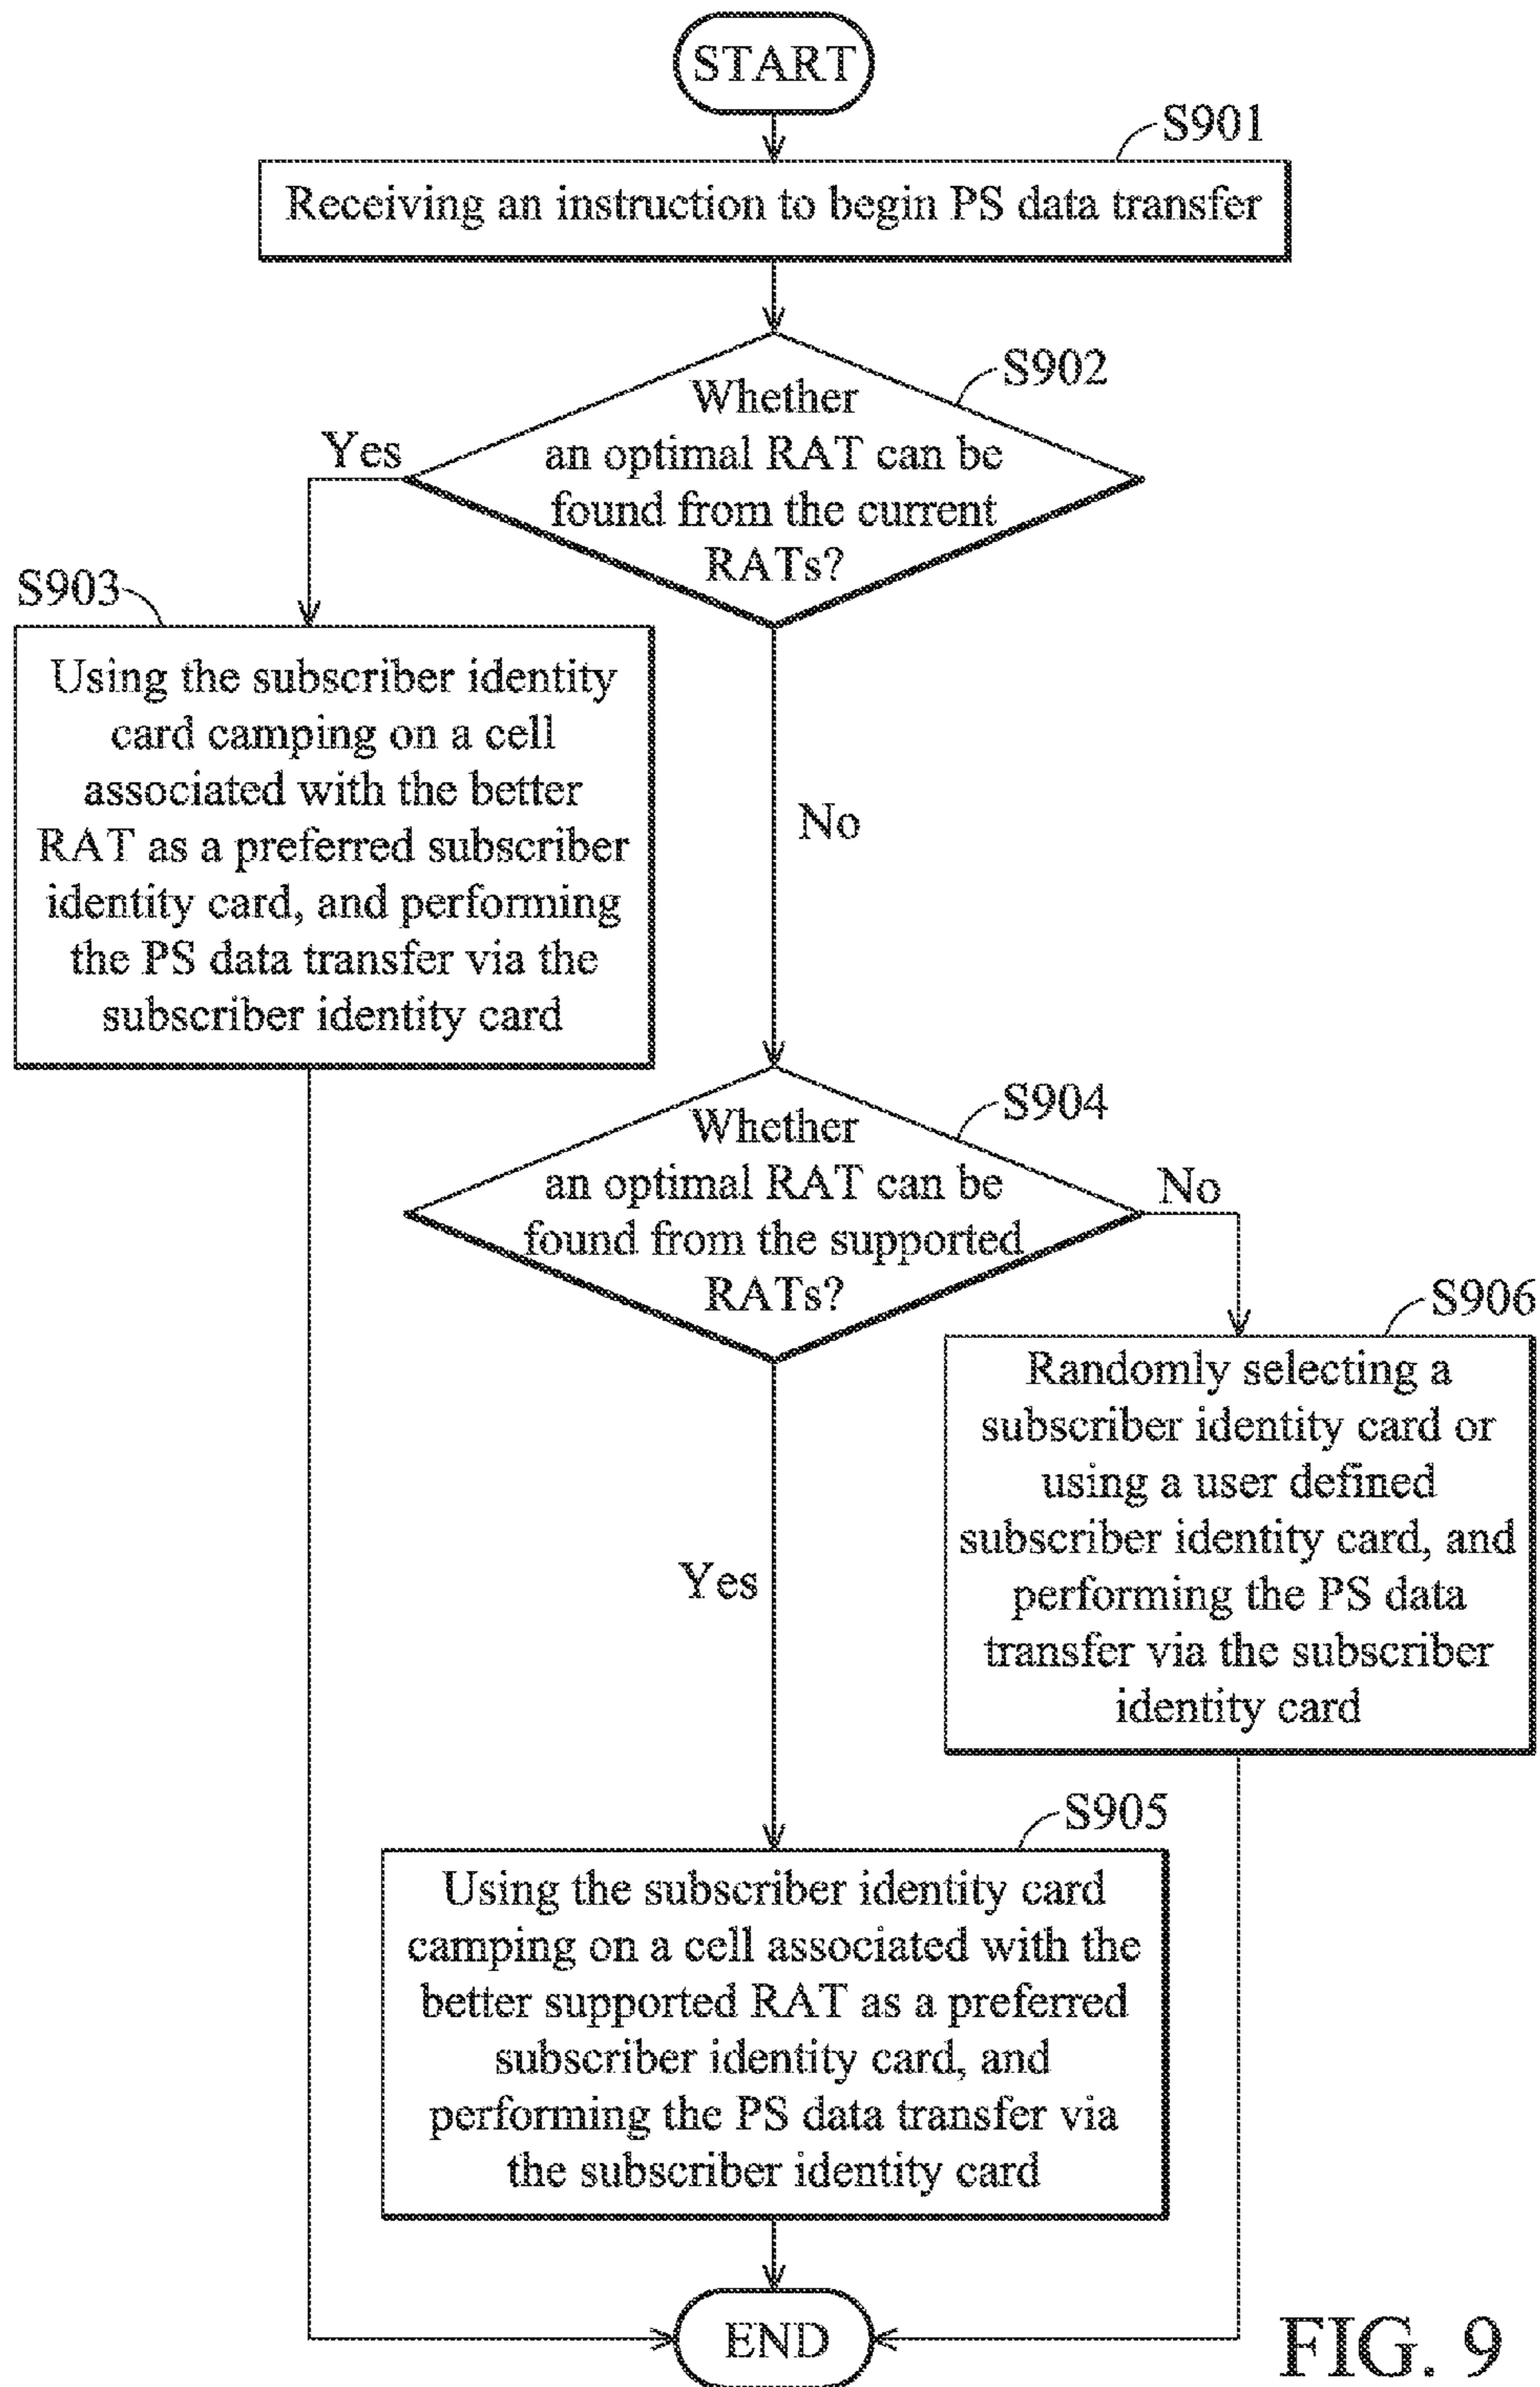 START
S901
Receiving an instruction to begin PS data transfer
S902
Whether
an optimal RAT can be
found from the current
RATs?
Yes
No
S903
Using the subscriber identity
card camping on a cell
associated with the better
RAT as a preferred subscriber
identity card, and performing
the PS data transfer via the
subscriber identity card
S904
Whether
an optimal RAT can be
found from the supported
RATs?
No
Yes
S906
Randomly selecting a
subscriber identity card or
using a user defined
subscriber identity card, and
performing the PS data
transfer via the subscriber
identity card
S905
Using the subscriber identity card
camping on a cell associated with the
better supported RAT as a preferred
subscriber identity card, and
performing the PS data transfer via
the subscriber identity card
END
FIG. 9